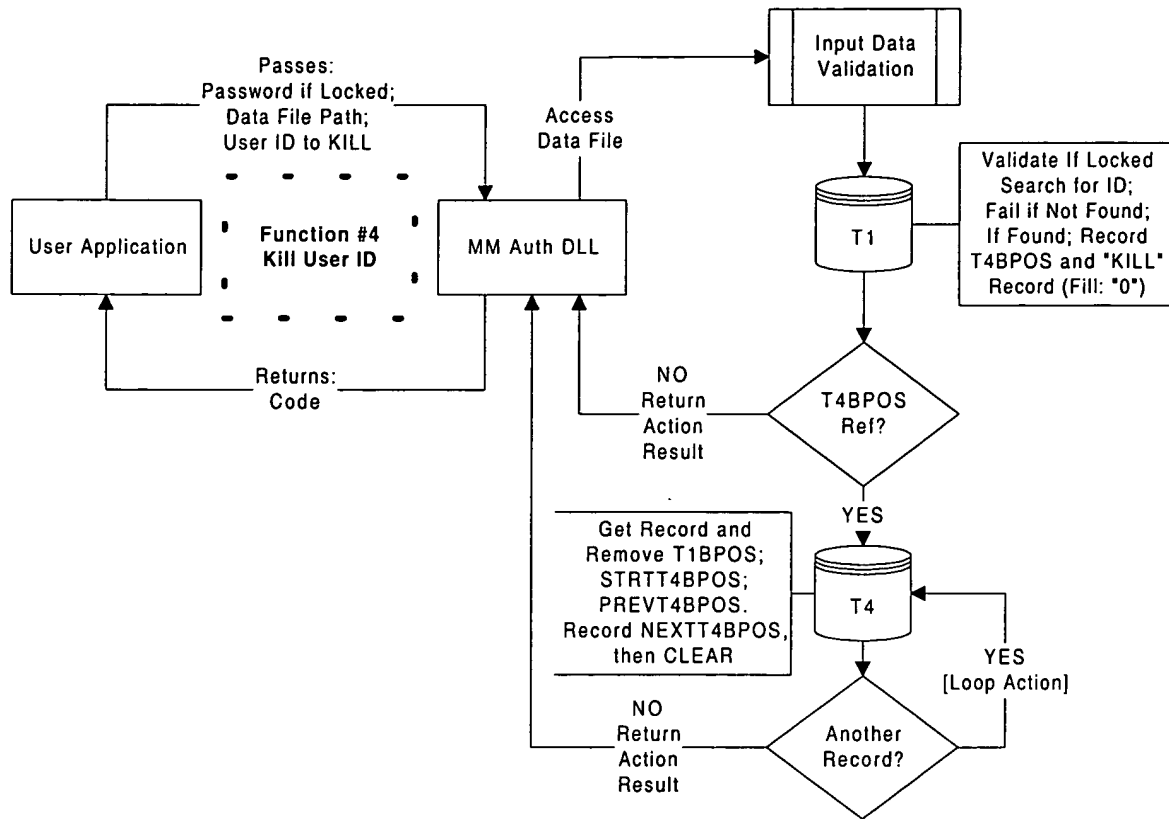 Input Data
Validation
Passes:
Password if Locked;
Data File Path;
User ID to KILL
Access
Data File
Validate If Locked
Search for ID;
Fail if Not Found;
If Found; Record
T4BPOS and "KILL"
Record (Fill: "0")
T1
User Application
Function #4
Kill User ID
MM Auth DLL
Returns:
Code
NO
Return
Action
Result
T4BPOS
Ref?
YES
Get Record and
Remove T1BPOS;
STRTT4BPOS;
PREVT4BPOS.
Record NEXTT4BPOS,
then CLEAR
T4
YES
[Loop Action]
NO
Return
Action
Result
Another
Record?